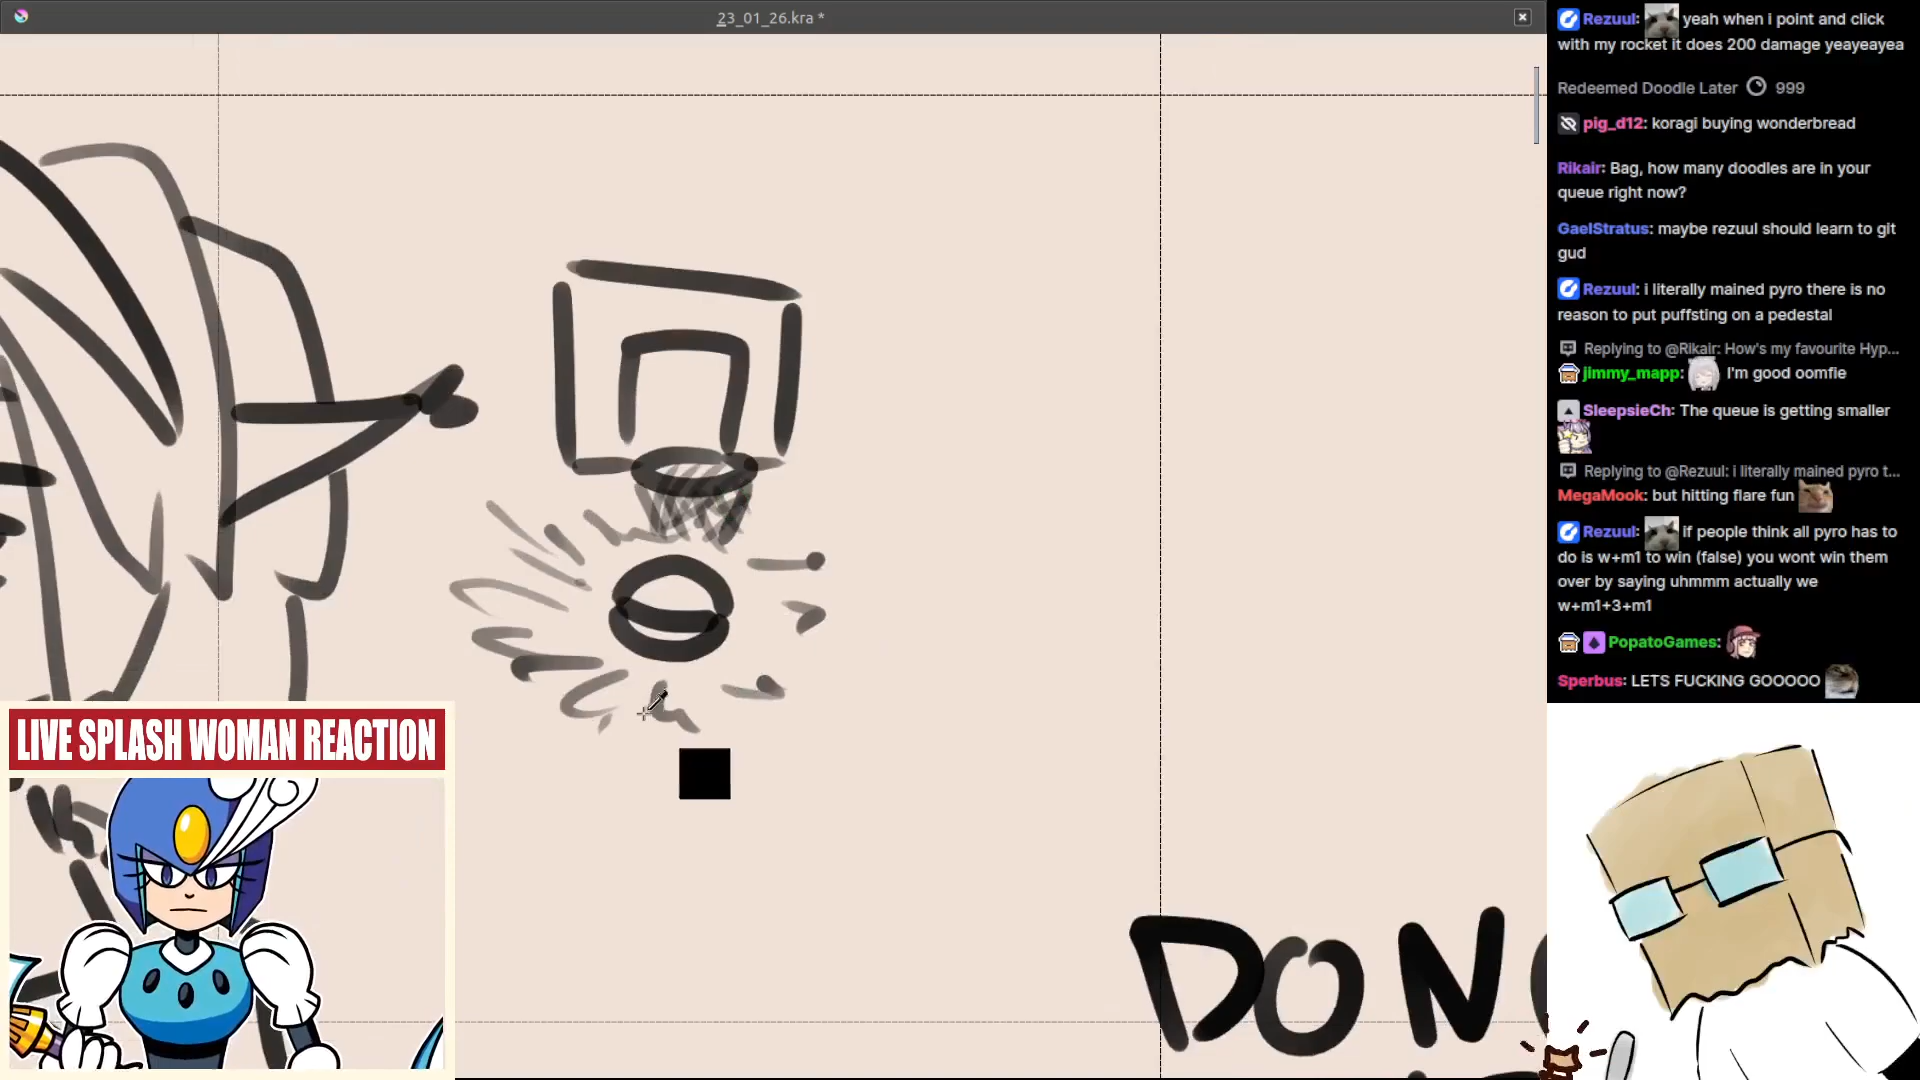 23_01_26.kra *
Rezuul: yeah when i point and click
with my rocket it does 200 damage yeayeayea
Redeemed Doodle Later 999
pig_d12: koragi buying wonderbread
Rikair: Bag, how many doodles are in your
queue right now?
GaelStratus: maybe rezuul should learn to git
gud
Rezuul: i literally mained pyro there is no
reason to put puffsting on a pedestal
Replying to @Rikair: How's my favourite Hyp...
jimmy_mapp: I'm good oomfie
SleepsieCh: The queue is getting smaller
Replying to @Rezuul: i literally mained pyro t...
MegaMook: but hitting flare fun
Rezuul: if people think all pyro has to
do is w+m1 to win (false) you wont win them
over by saying uhmmm actually we
w+m1+3+m1
PopatoGames:
Sperbus: LETS FUCKING GOOOOO
LIVE SPLASH WOMAN REACTION
DON